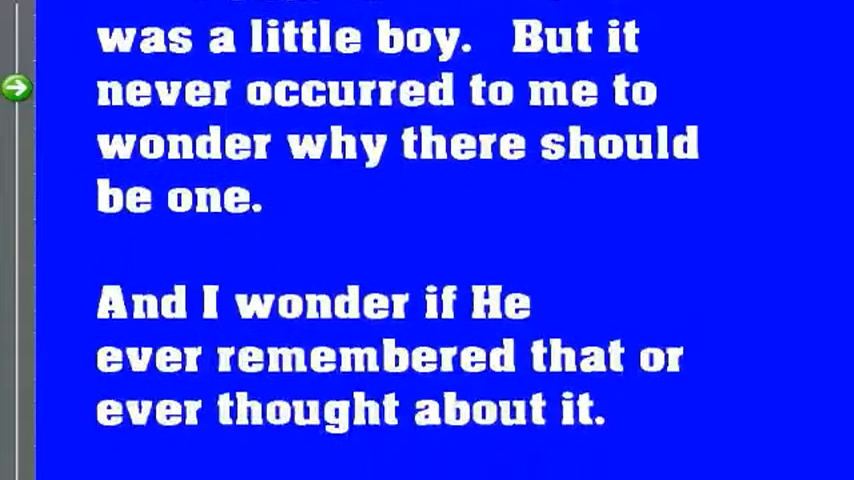 was a little boy.   But it
never occurred to me to
wonder why there should
be one.
And I wonder if He
ever remembered that or
ever thought about it.